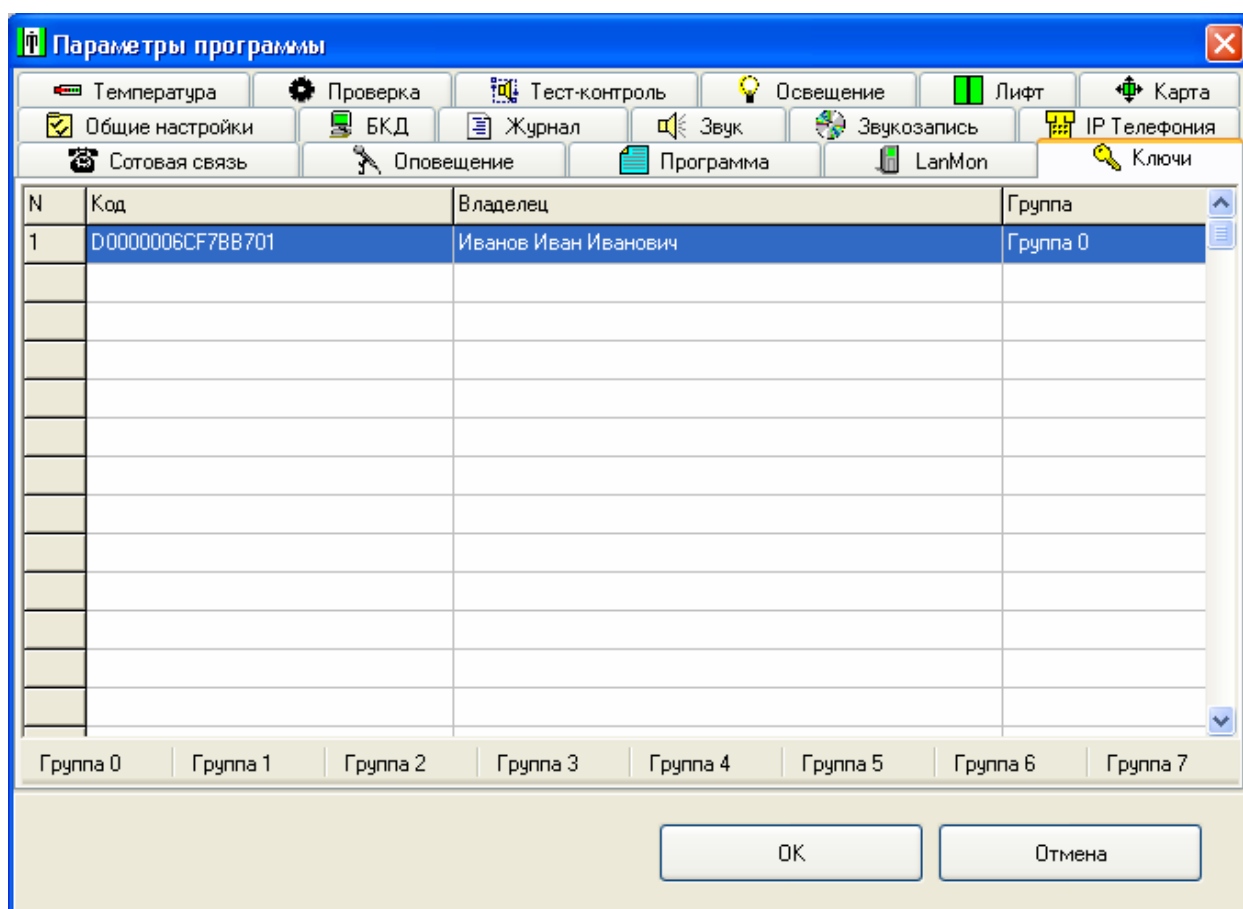 Параметры программы
Температура Проверка Тест-контроль Освещение Лифт Карта
Общие настройки БКД Журнал Звук Звукозапись IP Телефония
Сотовая связь Оповещение Программа LanMon Ключи
N Код Владелец Группа
1 D0000006CF7BB701 Иванов Иван Иванович Группа 0
Группа 0 Группа 1 Группа 2 Группа 3 Группа 4 Группа 5 Группа 6 Группа 7
OK Отмена